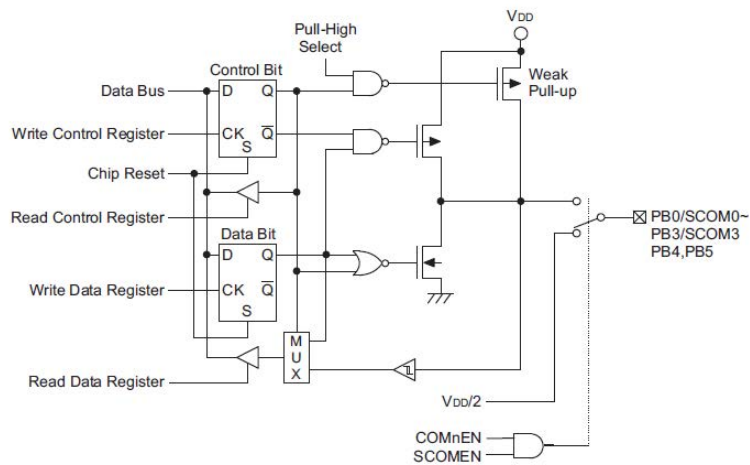 VDD
Pull-High
Select
Control Bit
Weak
Pull-up
Data Bus
D
Q
Write Control Register
CK
Q
S
Chip Reset
Read Control Register
Data Bit
D
Q
Write Data Register
CK
Q
S
M
U
X
Read Data Register
PB0/SCOM0~
PB3/SCOM3
PB4,PB5
VDD/2
COMnEN
SCOMEN